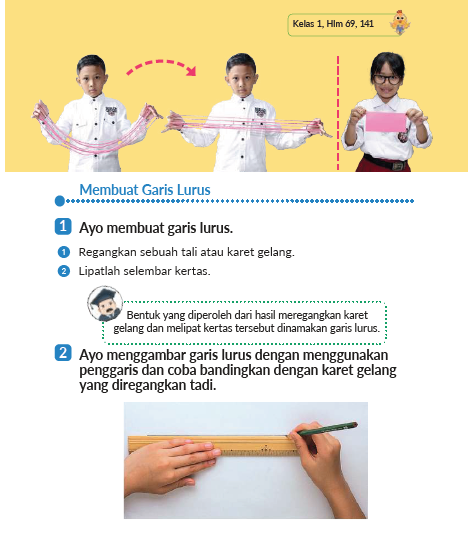 Kelas 1, Hlm 69, 141
Membuat Garis Lurus
1 Ayo membuat garis lurus.
1 Regangkan sebuah tali atau karet gelang.
2 Lipatlah selembar kertas.
Bentuk yang diperoleh dari hasil meregangkan karet
gelang dan melipat kertas tersebut dinamakan garis lurus.
2 Ayo menggambar garis lurus dengan menggunakan
penggaris dan coba bandingkan dengan karet gelang
yang diregangkan tadi.